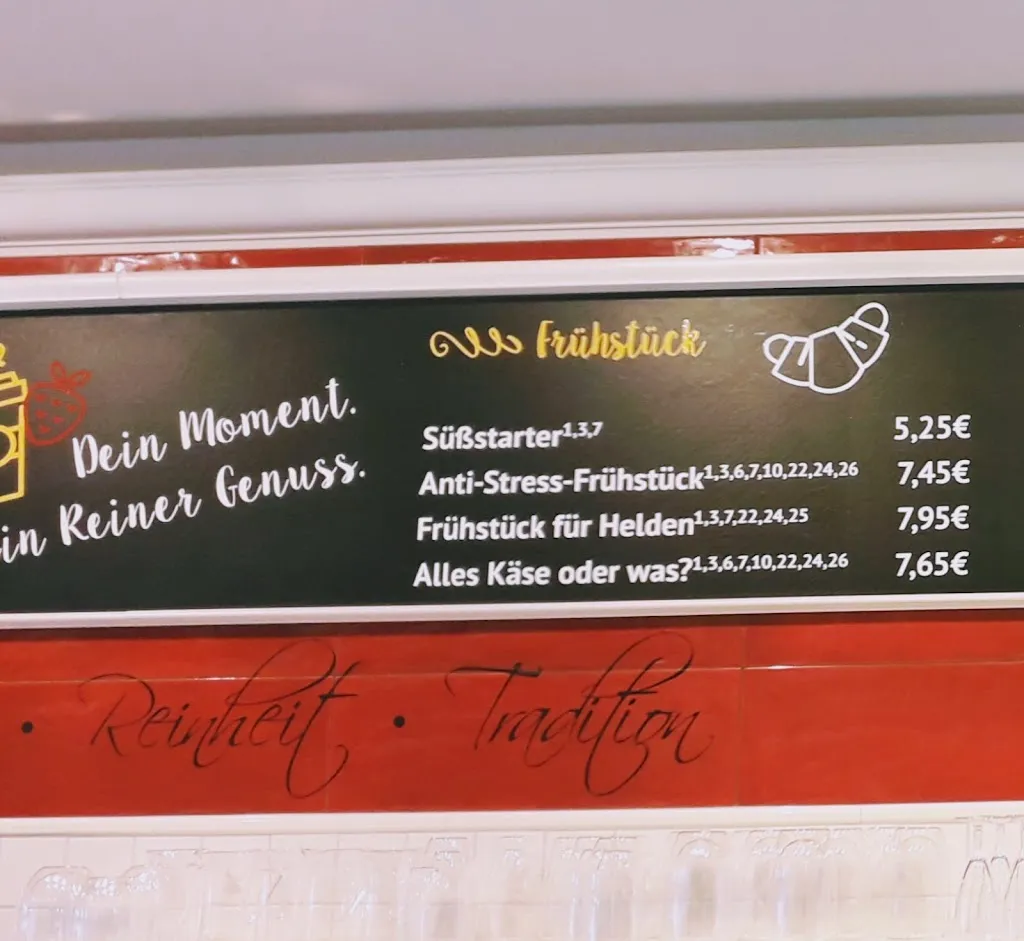 Dein Moment.
in Reiner Genuss.
Frühstück
Süßstarter1,3,7 5,25€
Anti-Stress-Frühstück1,3,6,7,10,22,24,26 7,45€
Frühstück für Helden1,3,7,22,24,25 7,95€
Alles Käse oder was?1,3,6,7,10,22,24,26 7,65€
· Reinheit · Tradition